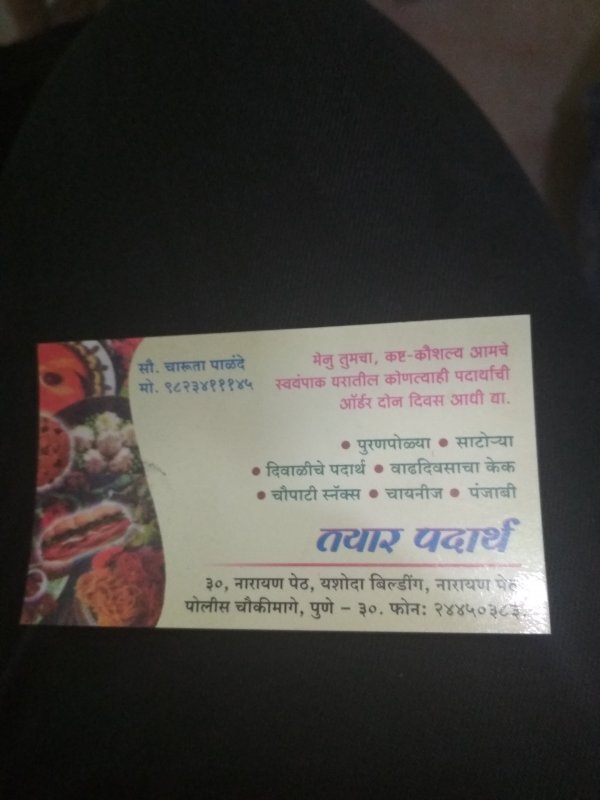 सौ. चारूता पाळंदे
मो. ९८२३४१११४५
मेनु तुमचा, कष्ट-कौशल्य आमचे
स्वयंपाक घरातील कोणत्याही पदार्थाची
ऑर्डर दोन दिवस आधी द्या.
• पुरणपोळ्या • साटोऱ्या
• दिवाळीचे पदार्थ • वाढदिवसाचा केक
• चौपाटी स्नॅक्स • चायनीज • पंजाबी
तयार पदार्थ
३०, नारायण पेठ, यशोदा बिल्डींग, नारायण पेठ
पोलीस चौकीमागे, पुणे – ३०. फोन: २४४५०३८३.